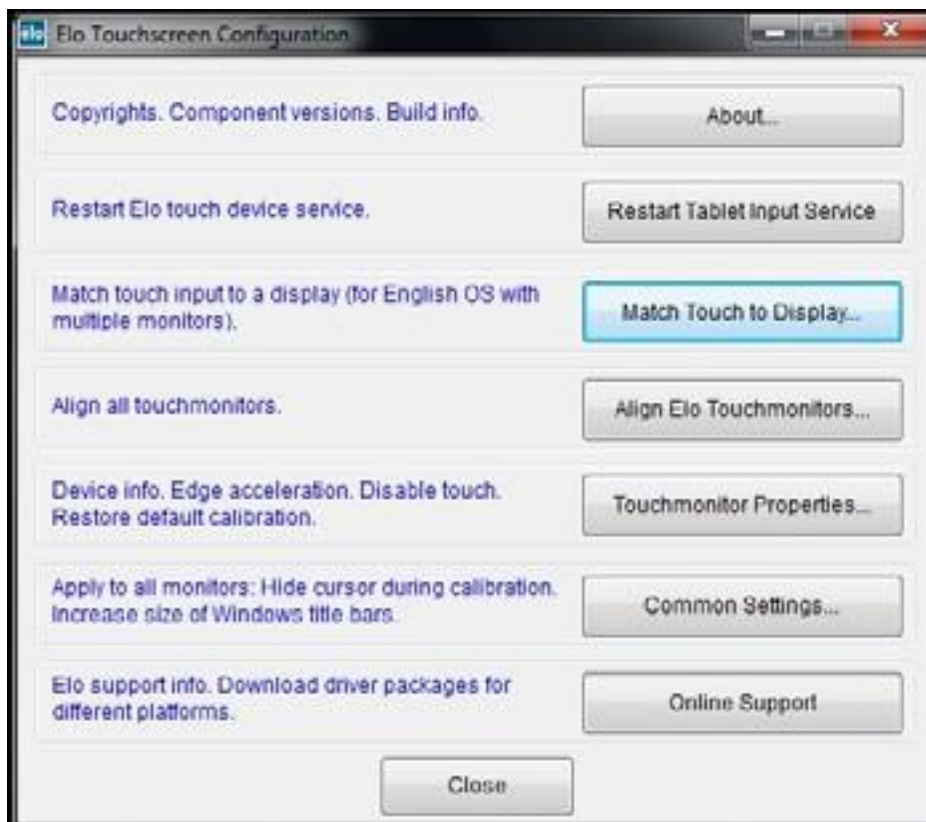 elo Elo Touchscreen Configuration
Copyrights. Component versions. Build info.
About...
Restart Elo touch device service.
Restart Tablet Input Service
Match touch input to a display (for English OS with
multiple monitors).
Match Touch to Display...
Align all touchmonitors.
Align Elo Touchmonitors...
Device info. Edge acceleration. Disable touch.
Restore default calibration.
Touchmonitor Properties...
Apply to all monitors: Hide cursor during calibration.
Increase size of Windows title bars.
Common Settings...
Elo support info. Download driver packages for
different platforms.
Online Support
Close